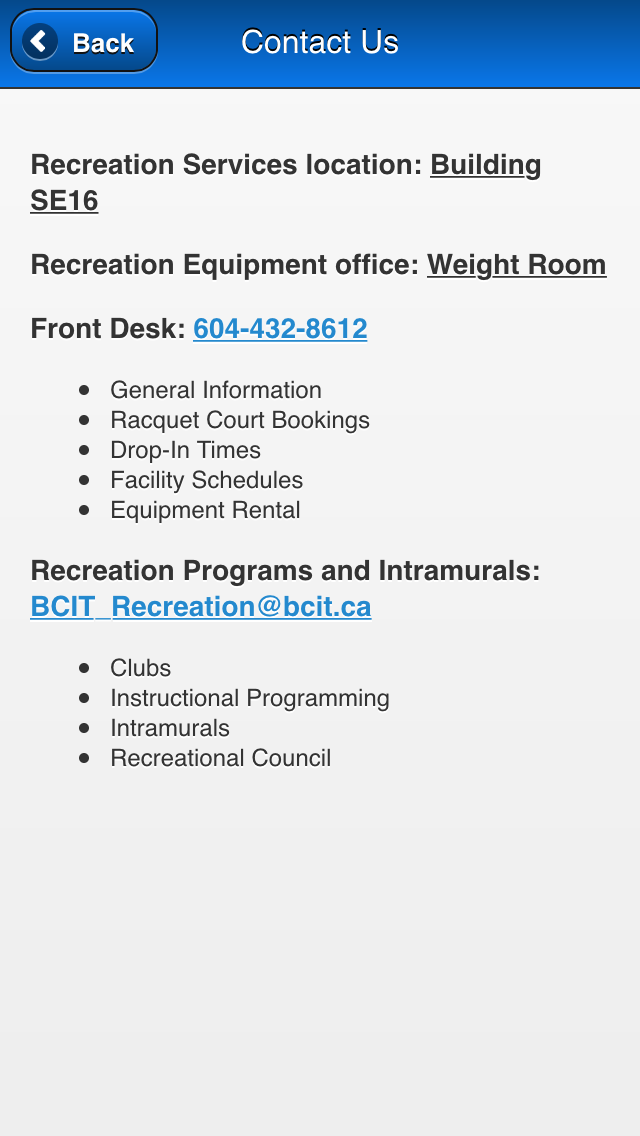 Back
Contact Us
Recreation Services location: Building
SE16
Recreation Equipment office: Weight Room
Front Desk: 604-432-8612
General Information
Racquet Court Bookings
Drop-In Times
Facility Schedules
Equipment Rental
Recreation Programs and Intramurals:
BCIT_Recreation@bcit.ca
Clubs
Instructional Programming
Intramurals
Recreational Council